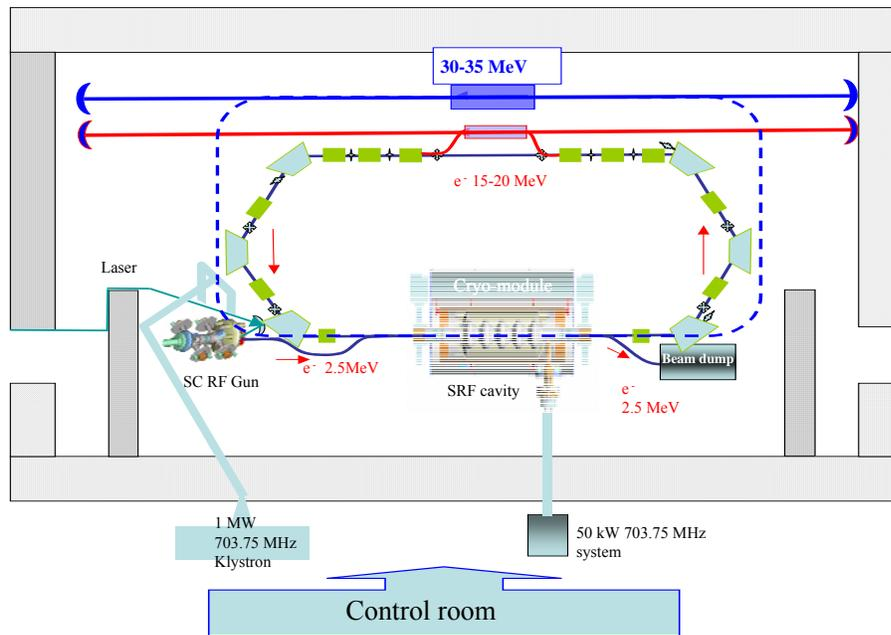 30-35 MeV
e- 15-20 MeV
Laser
Cryo-module
SC RF Gun
e- 2.5MeV
SRF cavity
Beam dump
e-
2.5 MeV
1 MW
703.75 MHz
Klystron
50 kW 703.75 MHz
system
Control room